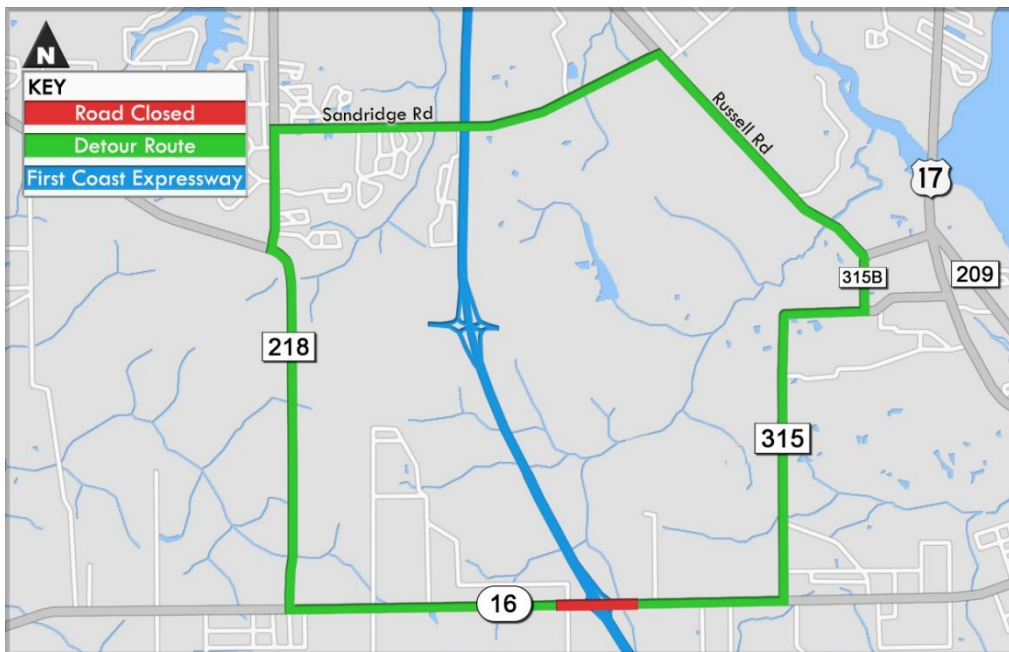 N
KEY
Road Closed
Detour Route
First Coast Expressway
Sandridge Rd
Russell Rd
17
209
315B
218
315
16